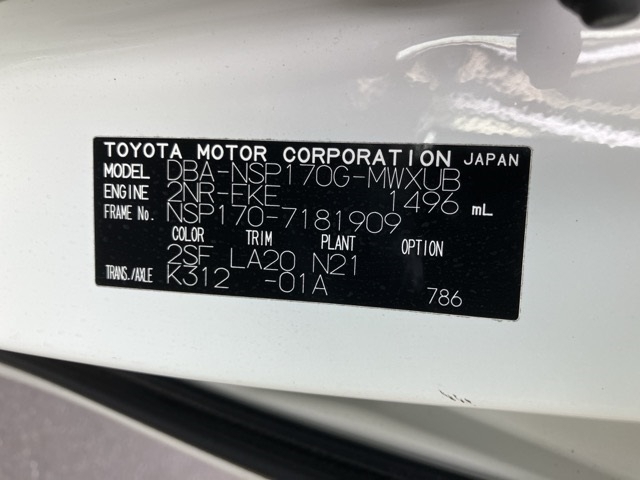 TOYOTA MOTOR CORPORATION JAPAN
MODEL DBA-NSP170G-MWXUB
ENGINE 2NR-FKE 1496 mL
FRAME No. NSP170-7181909
COLOR TRIM PLANT OPTION
2SF LA20 N21
TRANS./AXLE K312 -01A 786